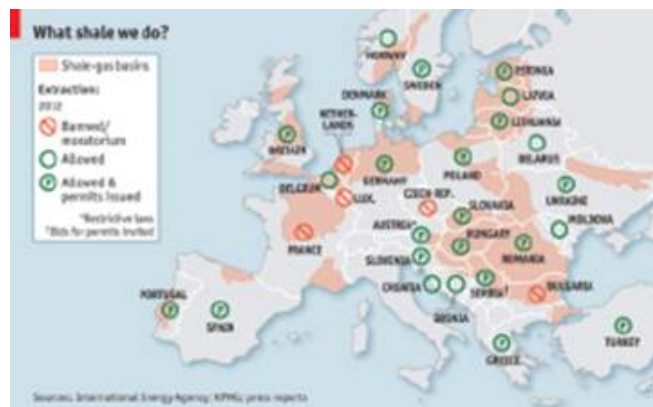 What shale we do?
Shale-gas basins
Extraction:
2012
Banned/
moratorium
Allowed
P
Allowed &
permits issued
*Restrictive laws
†Bids for permits invited
NORWAY
SWEDEN
ESTONIA
LATVIA
LITHUANIA
DENMARK
NETHER-
LANDS
BRITAIN
BELARUS
BELGIUM
GERMANY
POLAND
LUX.
CZECH REP.
UKRAINE
SLOVAKIA
MOLDOVA
AUSTRIA*
HUNGARY
FRANCE
ROMANIA
SLOVENIA
CROATIA
SERBIA†
BULGARIA
BOSNIA
PORTUGAL
SPAIN
GREECE
TURKEY
Sources: International Energy Agency; KPMG; press reports